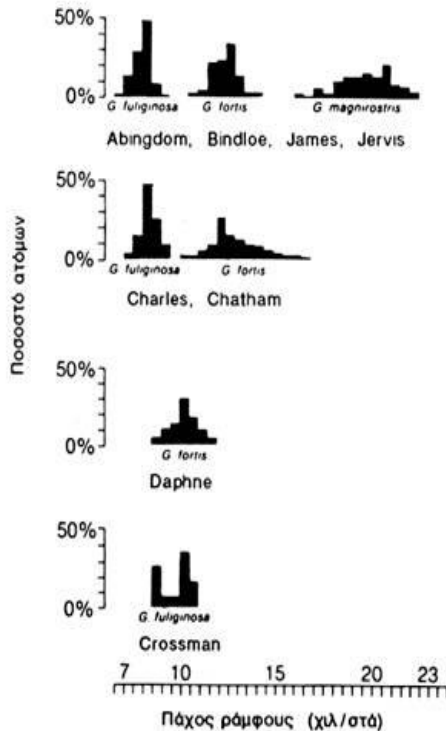 50%
0%
G. fuliginosa G. fortis G. magnirostris
Abingdom, Bindloe, James, Jervis
50%
0%
G. fuliginosa G. fortis
Charles, Chatham
Ποσοστό ατόμων
50%
0%
G fortis
Daphne
50%
0%
G. fuliginosa
Crossman
7 10 15 20 23
Πάχος ράμφους (χιλ/στά)